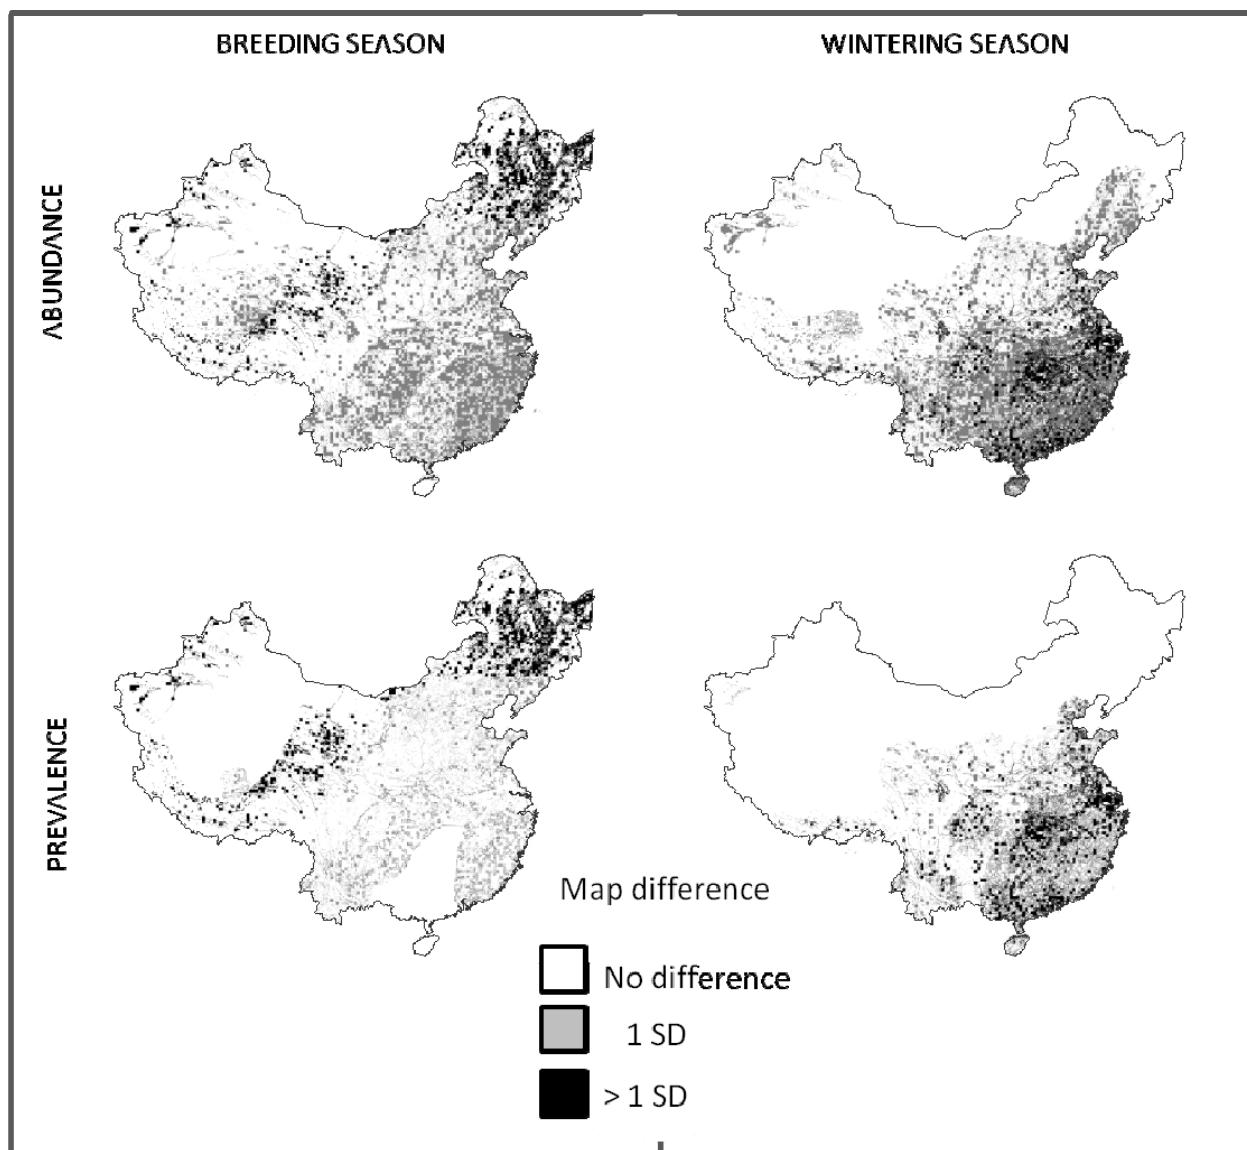 BREEDING SEASON
WINTERING SEASON
ABUNDANCE
PREVALENCE
Map difference
No difference
1 SD
> 1 SD